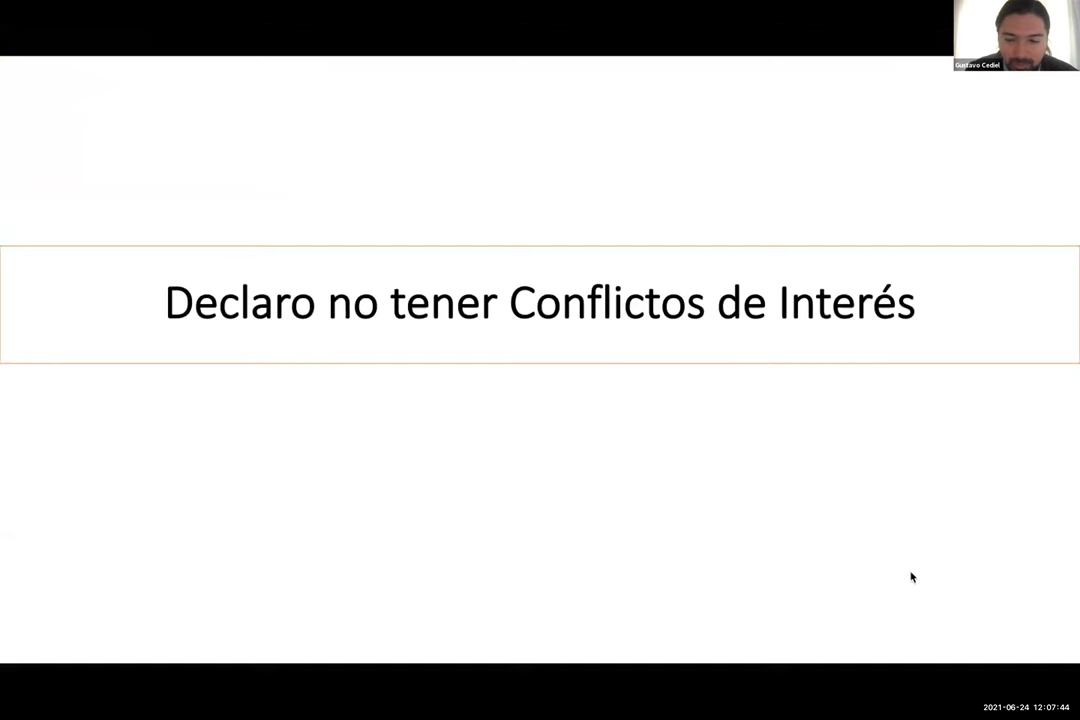 Gustavo Cediel
Declaro no tener Conflictos de Interés
2021-06-24 12:07:44